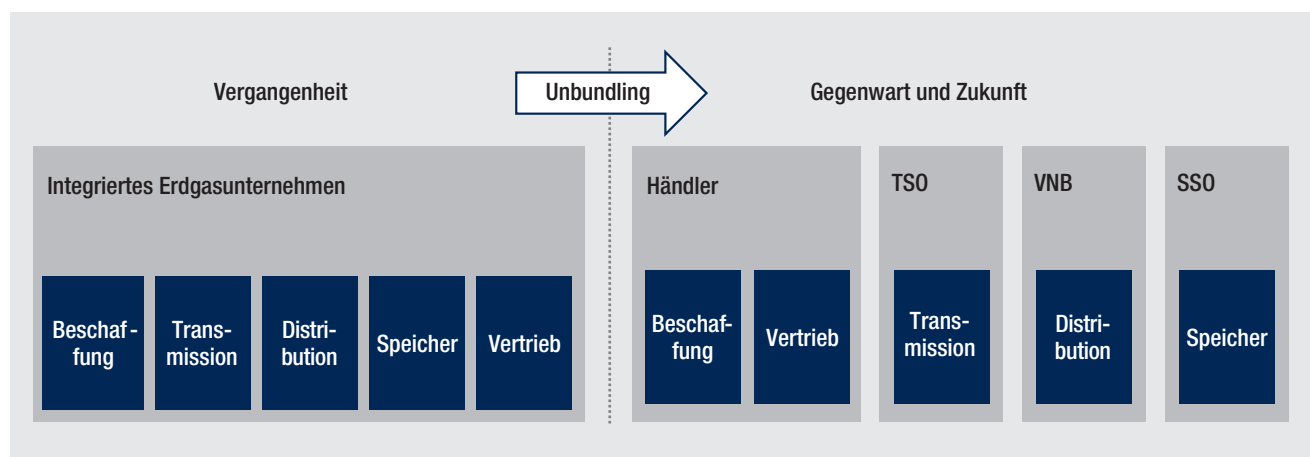 Vergangenheit
Unbundling
Gegenwart und Zukunft
Integriertes Erdgasunternehmen
Beschaf-
fung
Trans-
mission
Distri-
bution
Speicher
Vertrieb
Händler
Beschaf-
fung
Vertrieb
TSO
Trans-
mission
VNB
Distri-
bution
SSO
Speicher